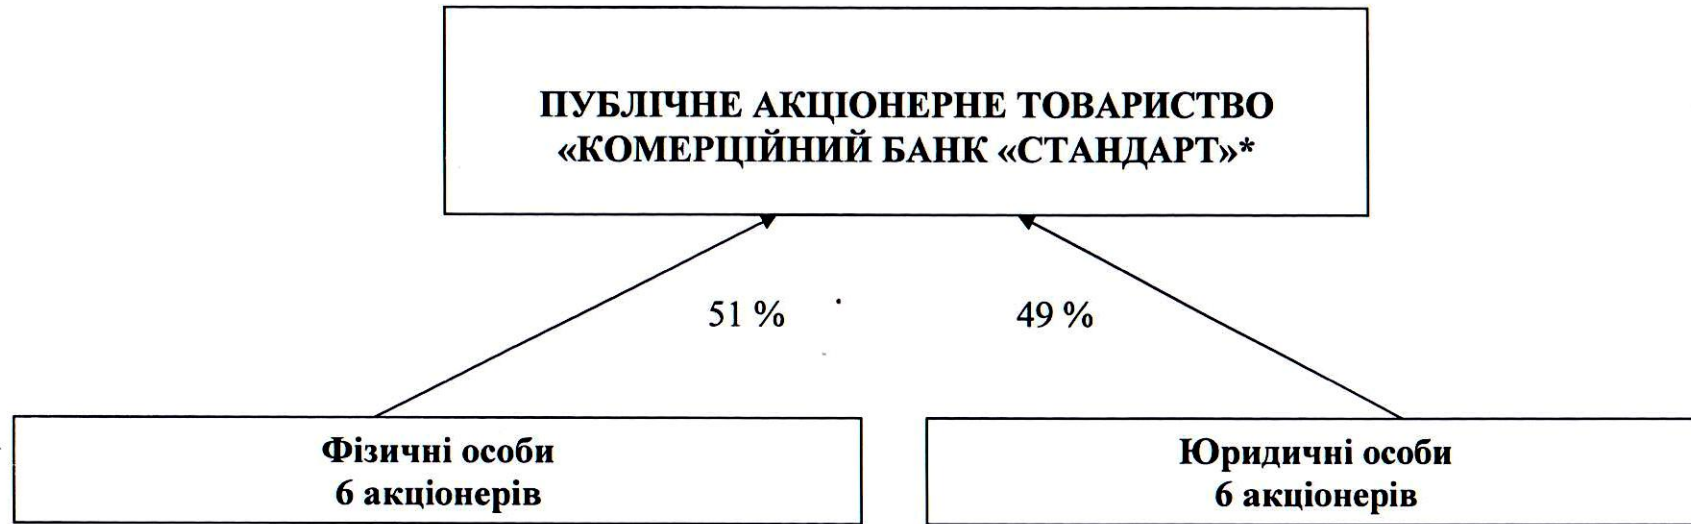 ПУБЛІЧНЕ АКЦІОНЕРНЕ ТОВАРИСТВО
«КОМЕРЦІЙНИЙ БАНК «СТАНДАРТ»*
51 %
49 %
Фізичні особи
6 акціонерів
Юридичні особи
6 акціонерів